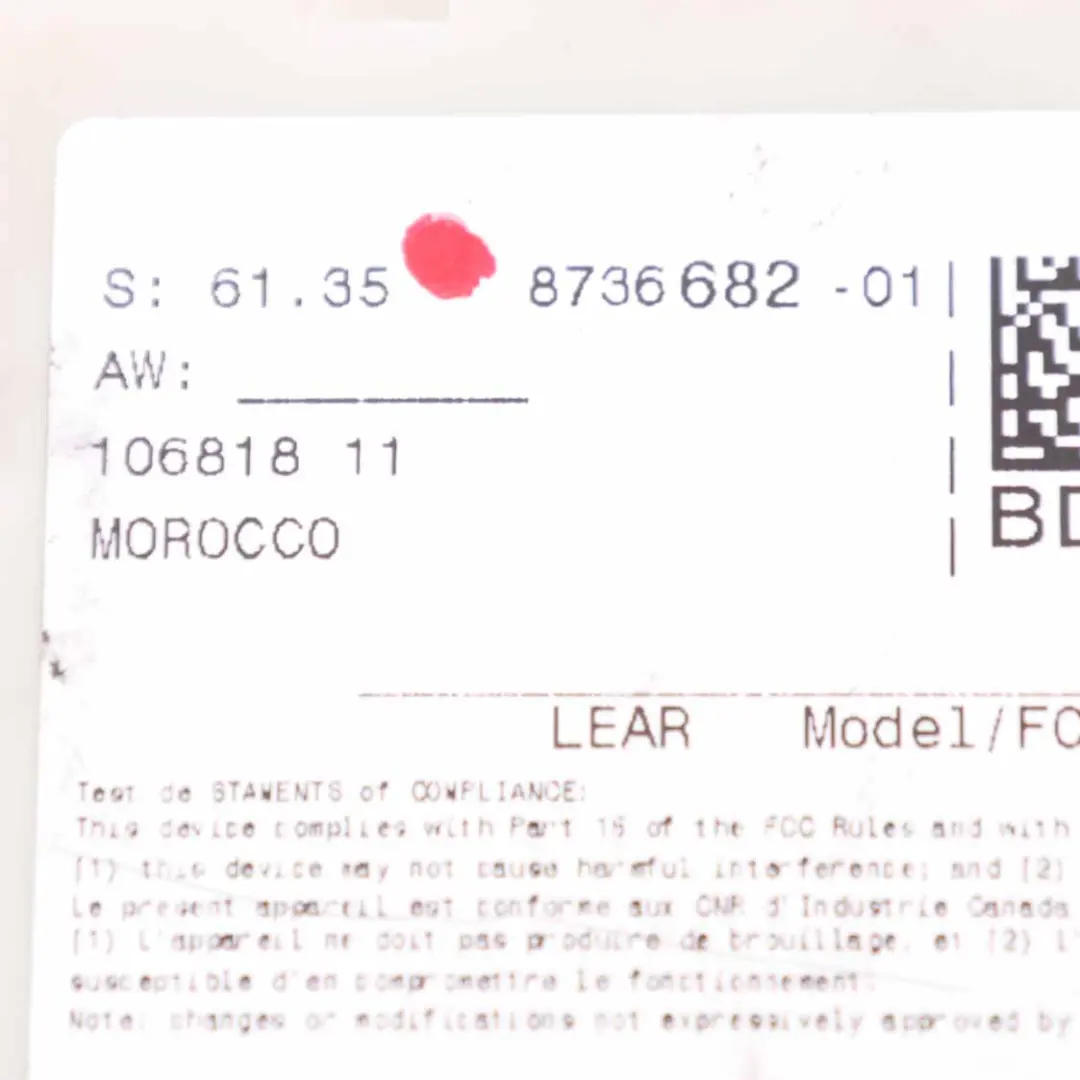 S: 61.35 8736682 -01
AW:
106818 11
MOROCCO
BD
LEAR Model/FC
Test de STAMENTS of COMPLIANCE:
This device complies with Part 15 of the FCC Rules and with
(1) this device may not cause harmful interference; and (2)
Le present appareil est conforme aux CNR d'Industrie Canada
(1) L'appareil ne doit pas produire de brouillage, et (2) l'
susceptible d'en compromettre le fonctionnement.
Note: changes or modifications not expressively approved by